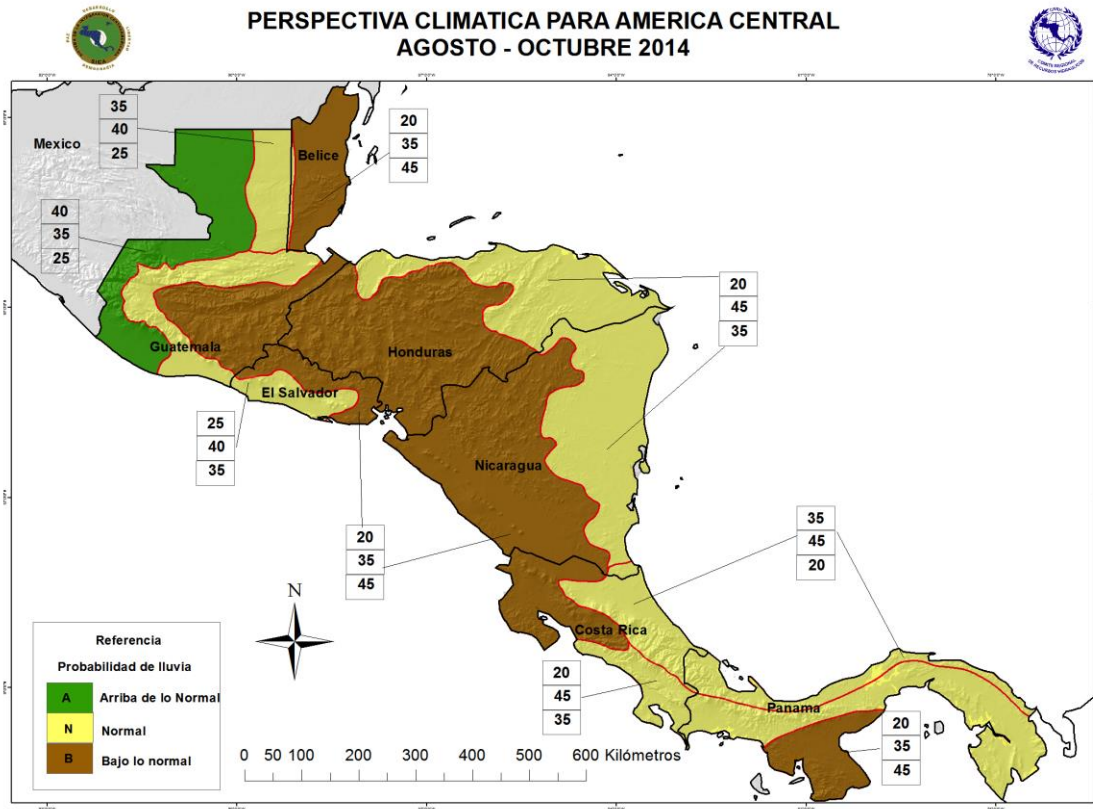 PERSPECTIVA CLIMATICA PARA AMERICA CENTRAL
AGOSTO - OCTUBRE 2014
Mexico
35
40
25
Belice
20
35
45
40
35
25
20
45
35
Guatemala
Honduras
El Salvador
25
40
35
Nicaragua
20
35
45
35
45
20
N
Costa Rica
20
45
35
Panama
20
35
45
Referencia
Probabilidad de lluvia
A Arriba de lo Normal
N Normal
B Bajo lo normal
0 50 100 200 300 400 500 600 Kilómetros